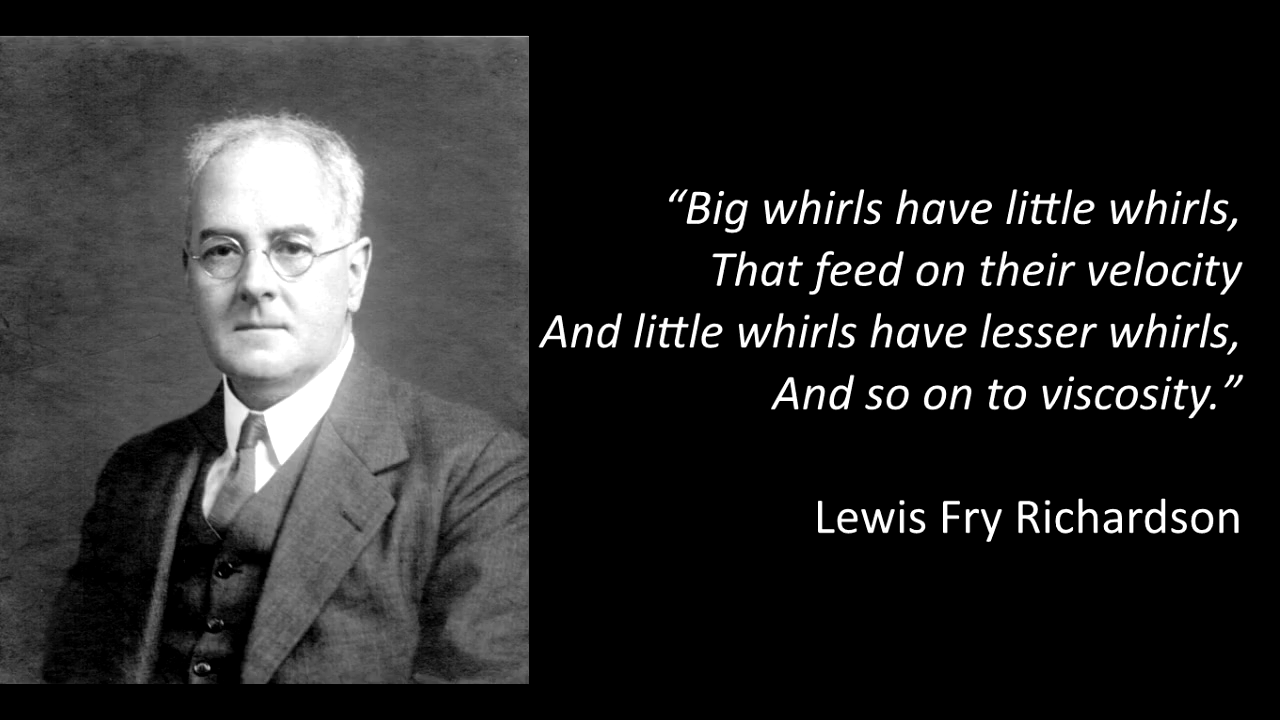 “Big whirls have little whirls,
That feed on their velocity
And little whirls have lesser whirls,
And so on to viscosity.”
Lewis Fry Richardson